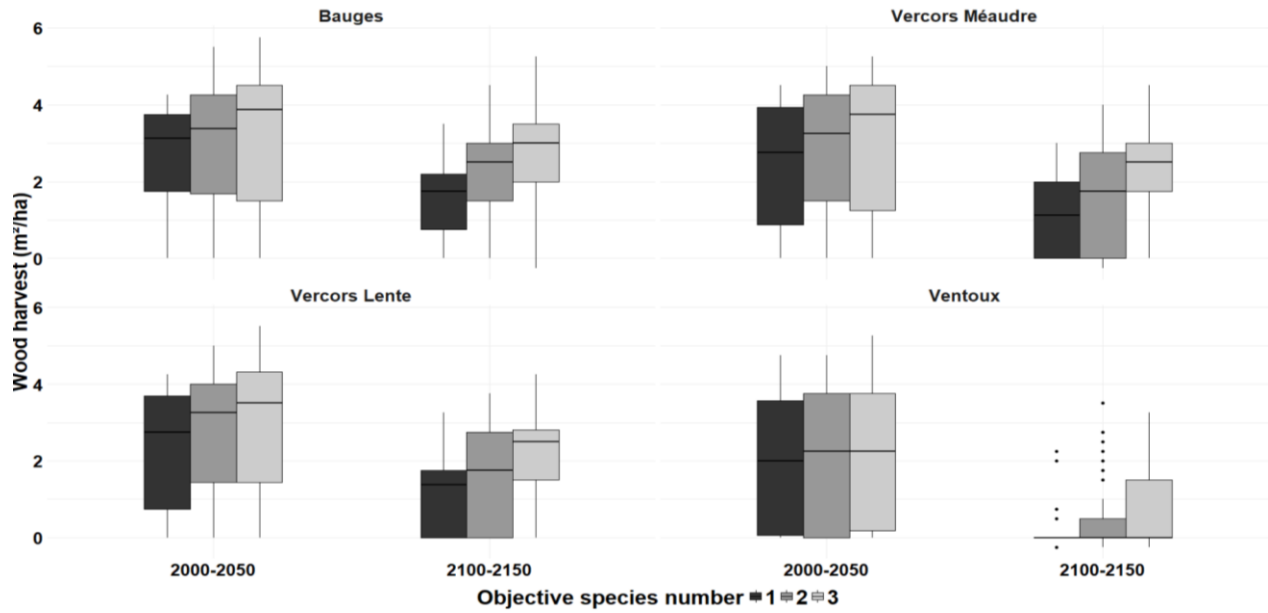 Bauges
Vercors Méaudre
6
4
2
0
Wood harvest (m²/ha)
Vercors Lente
Ventoux
6
4
2
0
2000-2050
2100-2150
2000-2050
2100-2150
Objective species number 1 2 3